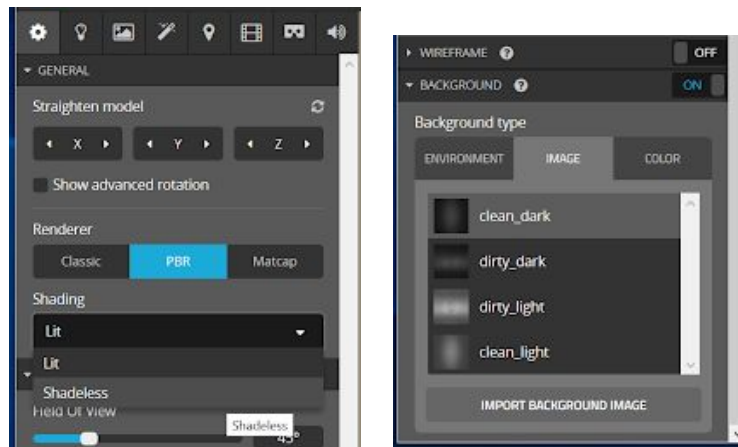 GENERAL
Straighten model
X Y Z
Show advanced rotation
Renderer
Classic PBR Matcap
Shading
Lit
Lit
Shadeless
Field Of View
Shadeless
45°
WIREFRAME ? OFF
BACKGROUND ? ON
Background type
ENVIRONMENT IMAGE COLOR
clean_dark
dirty_dark
dirty_light
clean_light
IMPORT BACKGROUND IMAGE